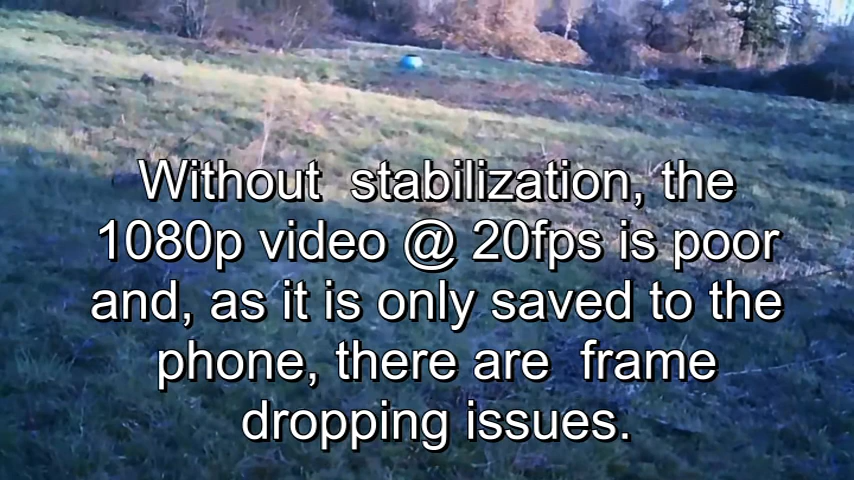 Without  stabilization, the
1080p video @ 20fps is poor
and, as it is only saved to the
phone, there are  frame
dropping issues.